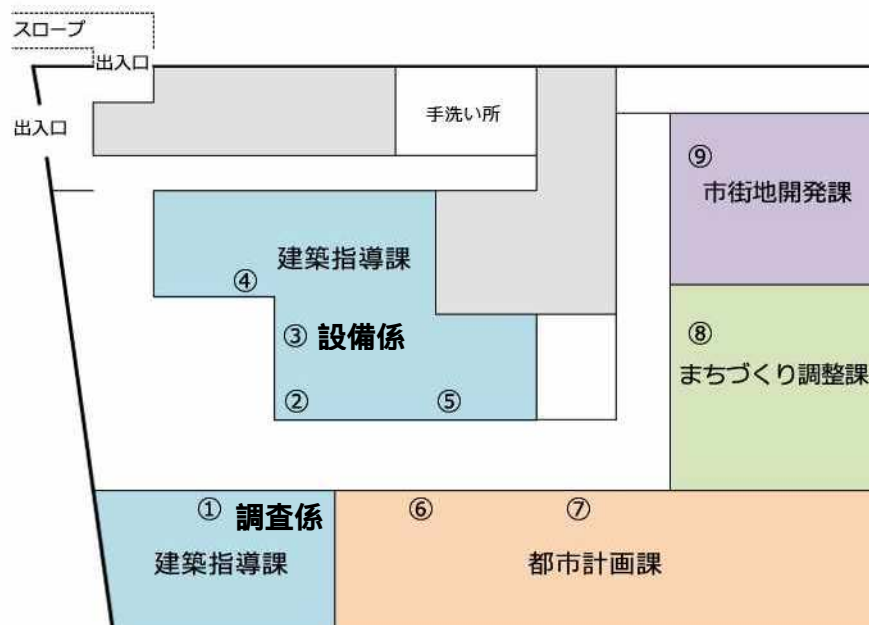 スロープ
出入口
出入口
手洗い所
⑨
市街地開発課
建築指導課
④
③ 設備係
⑧
まちづくり調整課
②
⑤
① 調査係
建築指導課
⑥
⑦
都市計画課